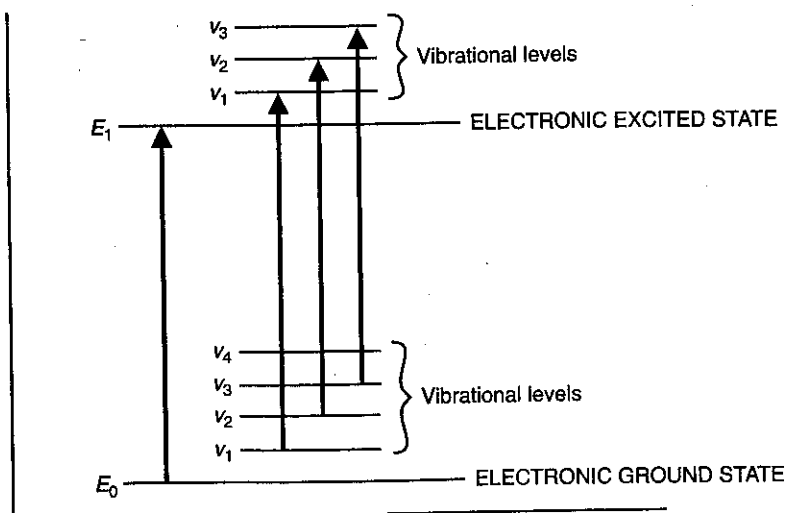 v3
v2
v1
Vibrational levels
E1
ELECTRONIC EXCITED STATE
v4
v3
v2
v1
Vibrational levels
E0
ELECTRONIC GROUND STATE